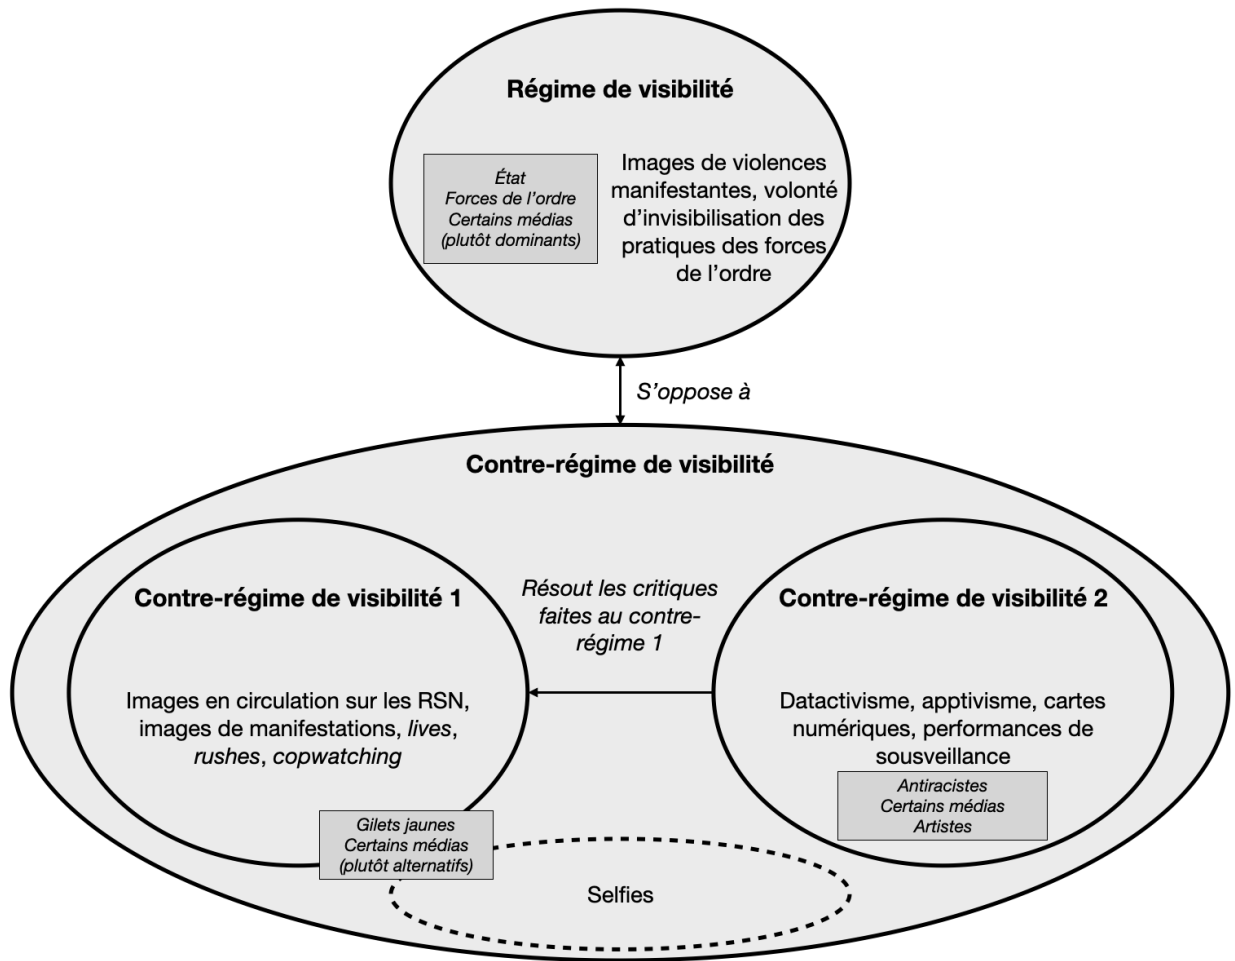 Régime de visibilité
État
Forces de l’ordre
Certains médias
(plutôt dominants)
Images de violences
manifestantes, volonté
d’invisibilisation des
pratiques des forces
de l’ordre
S’oppose à
Contre-régime de visibilité
Contre-régime de visibilité 1
Images en circulation sur les RSN,
images de manifestations, lives,
rushes, copwatching
Gilets jaunes
Certains médias
(plutôt alternatifs)
Résout les critiques
faites au contre-
régime 1
Contre-régime de visibilité 2
Datactivisme, apptivisme, cartes
numériques, performances de
sousveillance
Antiracistes
Certains médias
Artistes
Selfies